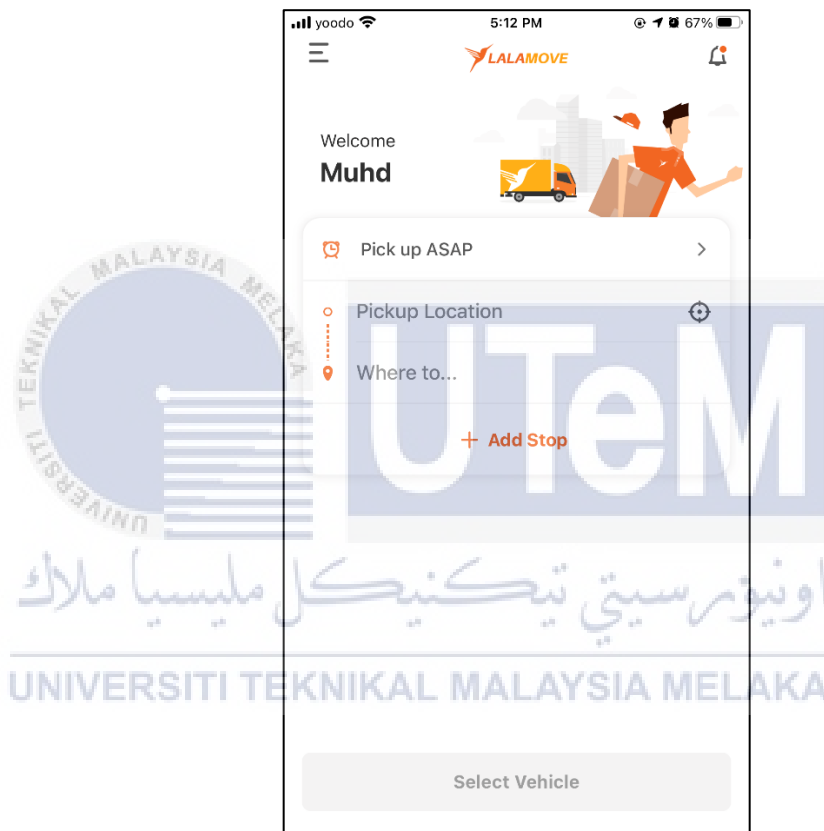 yoodo 5:12 PM 67%
LALAMOVE
Welcome
Muhd
Pick up ASAP
Pickup Location
Where to...
+ Add Stop
UTeM
UNIVERSITI TEKNIKAL MALAYSIA MELAKA
اونيۏرسيتي تيكنيكل مليسيا ملاك
UNIVERSITI TEKNIKAL MALAYSIA MELAKA
Select Vehicle